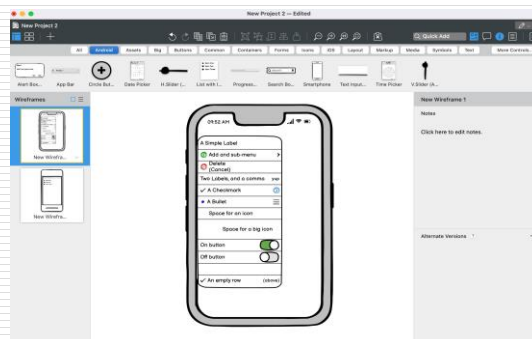 New Project 2 — Edited
New Project 2
Quick Add
All Android Assets Big Buttons Common Containers Forms Icons iOS Layout Markup Media Symbols Text More Controls...
Alert Box... App Bar Circle But... Date Picker H.Slider (... List with I... Progress... Search Bo... Smartphone Text Input... Time Picker V.Slider (A...
Wireframes
New Wirefra...
New Wirefra...
09:52 AM
A Simple Label
Add and sub-menu
Delete
(Cancel)
Two Labels, and a comma
A Checkmark
A Bullet
Space for an icon
Space for a big icon
On button
Off button
An empty row (above)
New Wireframe 1
Notes
Click here to edit notes.
Alternate Versions